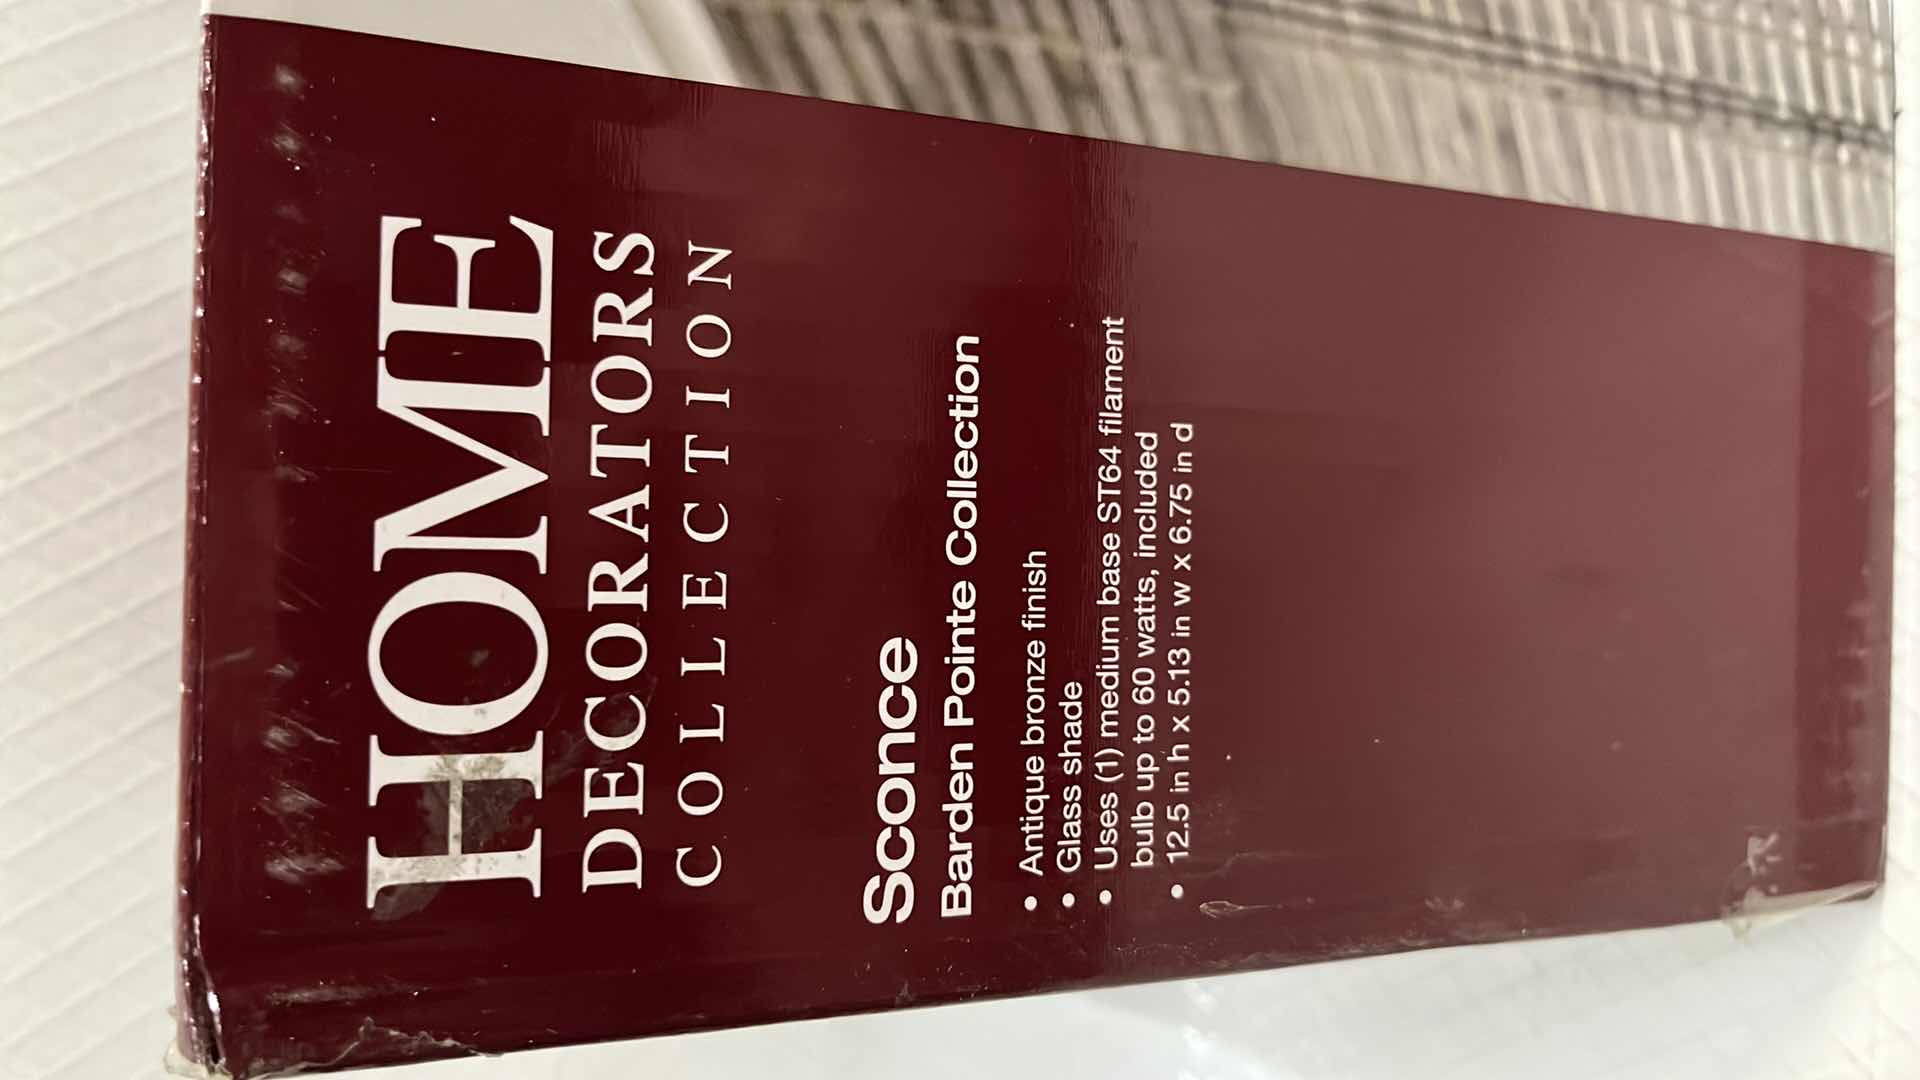 HOME
DECORATORS
COLLECTION
Sconce
Barden Pointe Collection
• Antique bronze finish
• Glass shade
• Uses (1) medium base ST64 filament
bulb up to 60 watts, included
• 12.5 in h x 5.13 in w x 6.75 in d